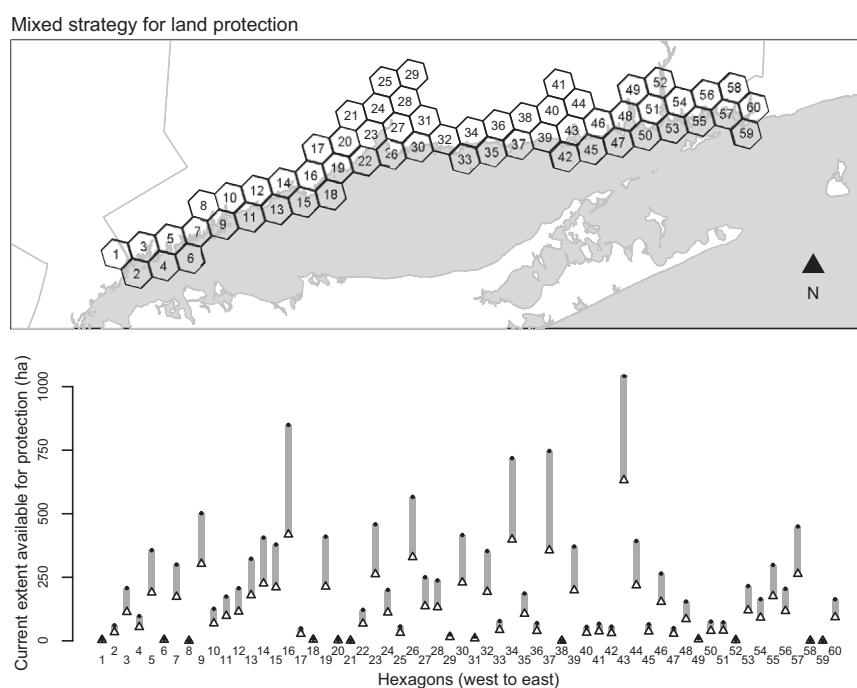 Mixed strategy for land protection
25 29
41 49 52 56 58
21 24 28 40 44 48 51 54 57 60
17 20 23 27 31 32 34 36 38 39 43 46 47 50 53 55 59
16 19 22 26 30 33 35 37 42 45
8 10 12 14 15 18
1 3 5 7 9 11 13
2 4 6
N
Current extent available for protection (ha)
1000
750
500
250
0
2 4 6 8 10 12 14 16 18 20 22 24 26 28 30 32 34 36 38 40 42 44 46 48 50 52 54 56 58 60
1 3 5 7 9 11 13 15 17 19 21 23 25 27 29 31 33 35 37 39 41 43 45 47 49 51 53 55 57 59
Hexagons (west to east)